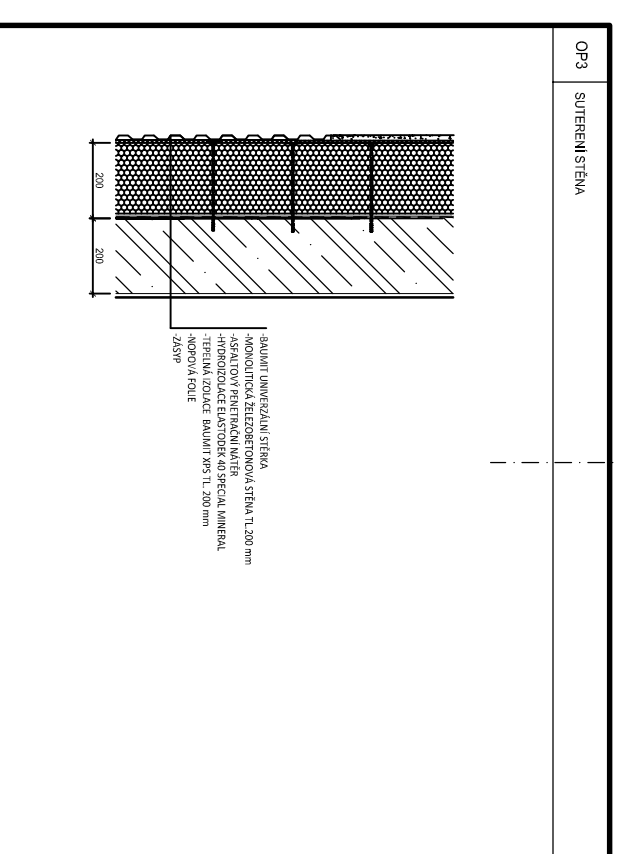 OP3
SUTERENÍ STĚNA
200
200
-BAUMIT UNIVERZÁLNÍ STĚRKA
-MONOLITICKÁ ŽELEZOBETONOVÁ STĚNA TL.200 mm
-ASFALTOVÝ PENETRAČNÍ NÁTĚR
-HYDROIZOLACE ELASTODEK 40 SPECIAL MINERAL
-TEPELNÁ IZOLACE BAUMIT XPS TL. 200 mm
-NOPOVÁ FOLIE
-ZÁSYP